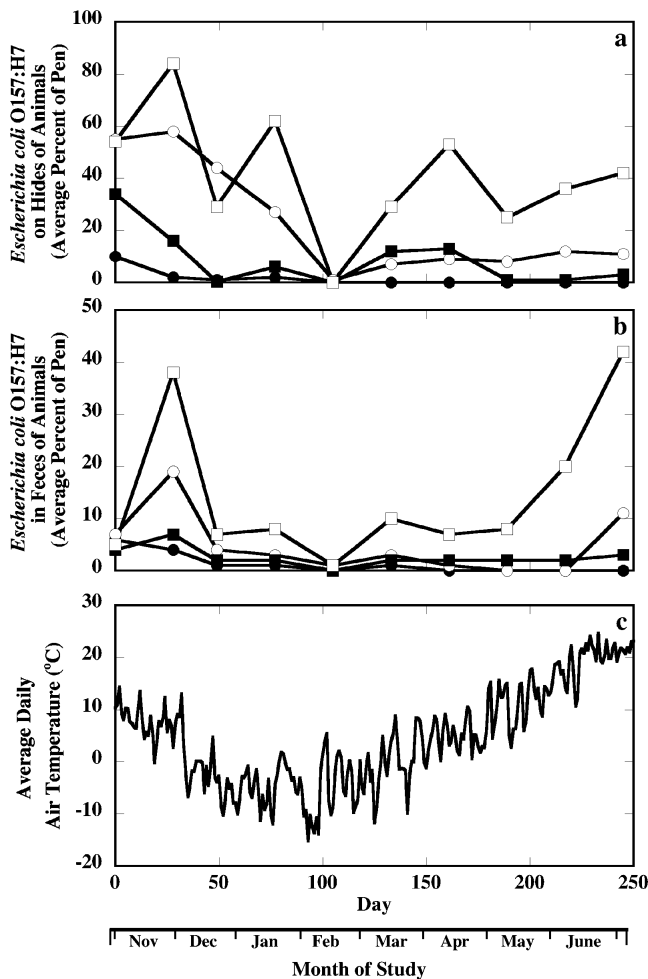 a
Escherichia coli O157:H7
on Hides of Animals
(Average Percent of Pen)
100
80
60
40
20
0
b
Escherichia coli O157:H7
in Feces of Animals
(Average Percent of Pen)
50
40
30
20
10
0
c
Average Daily
Air Temperature (ºC)
30
20
10
0
-10
-20
0 50 100 150 200 250
Day
Nov Dec Jan Feb Mar Apr May June
Month of Study